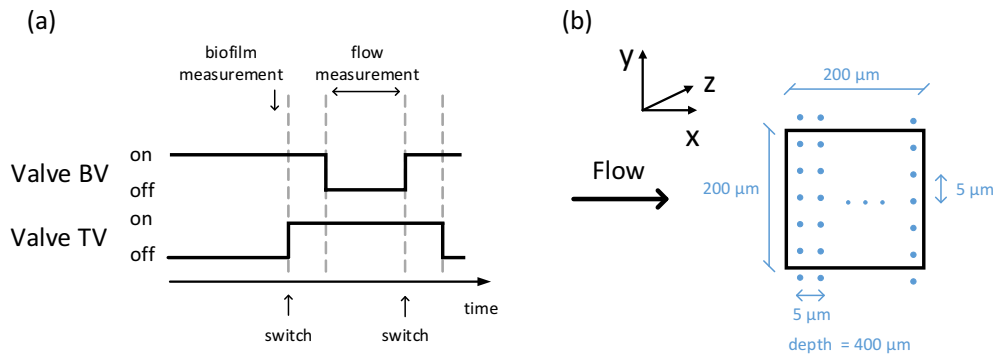 (a)
biofilm
measurement
flow
measurement
Valve BV
on
off
Valve TV
on
off
time
switch
switch
(b)
y
z
x
Flow
200 µm
200 µm
5 µm
5 µm
depth = 400 µm